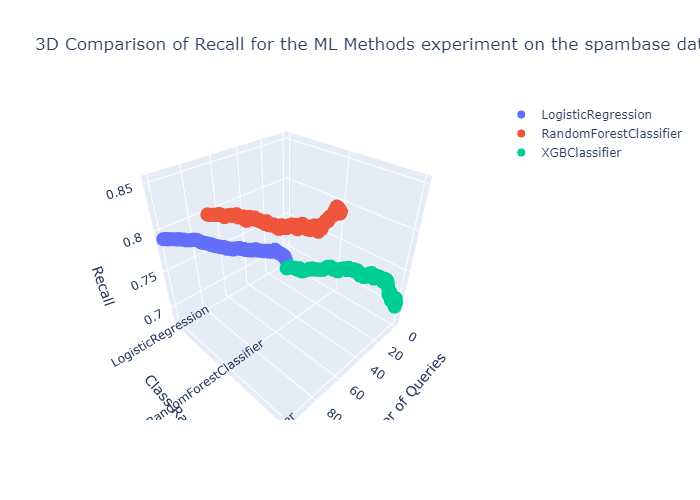 3D Comparison of Recall for the ML Methods experiment on the spambase dat
LogisticRegression
RandomForestClassifier
XGBClassifier
0.85
0.8
0.75
0.7
Recall
LogisticRegression
RandomForestClassifier
0
20
40
60
80
of Queries